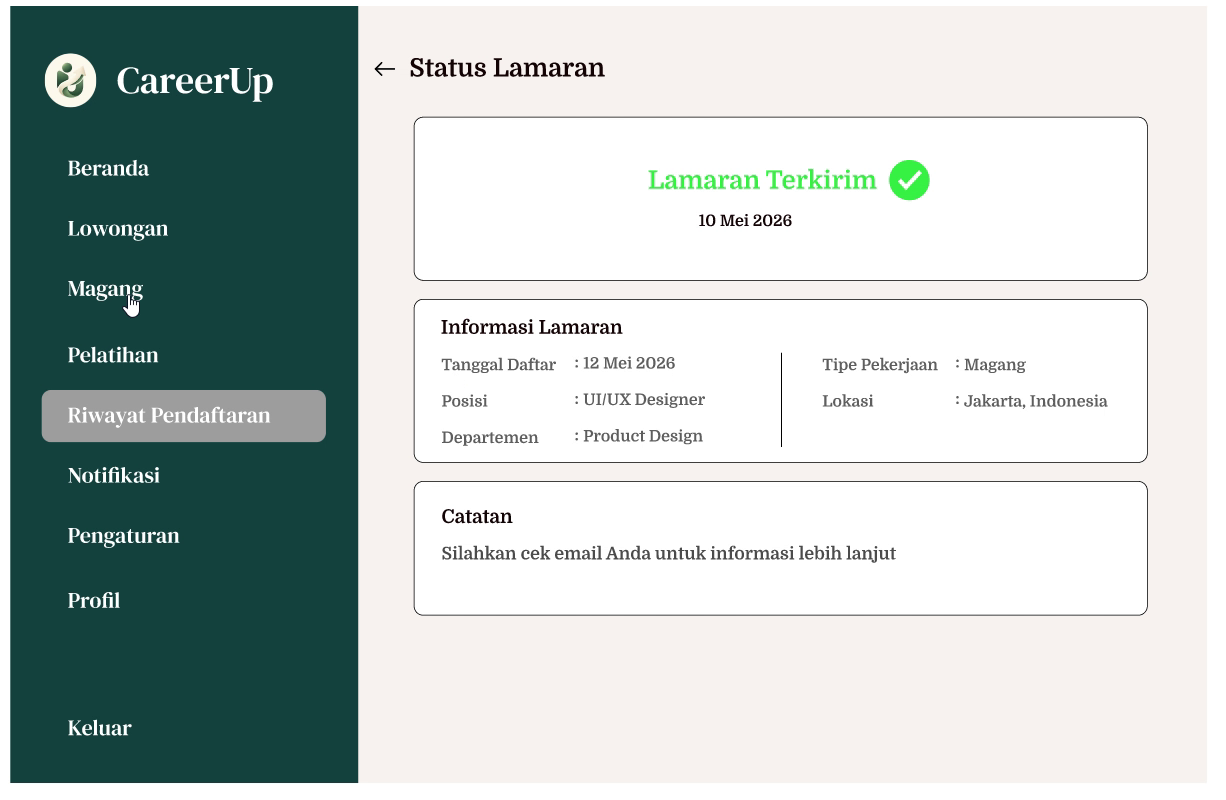 CareerUp
Beranda
Lowongan
Magang
Pelatihan
Riwayat Pendaftaran
Notifikasi
Pengaturan
Profil
Keluar
Status Lamaran
Lamaran Terkirim
10 Mei 2026
Informasi Lamaran
Tanggal Daftar : 12 Mei 2026
Posisi : UI/UX Designer
Departemen : Product Design
Tipe Pekerjaan : Magang
Lokasi : Jakarta, Indonesia
Catatan
Silahkan cek email Anda untuk informasi lebih lanjut